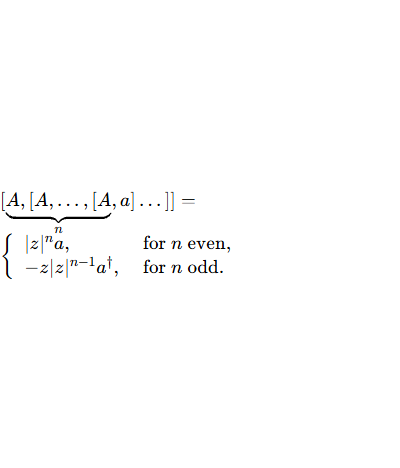 [A, [A, …, [A, a] … ]] =
n
{ |z|ⁿa, for n even,
−z|z|ⁿ⁻¹a†, for n odd.